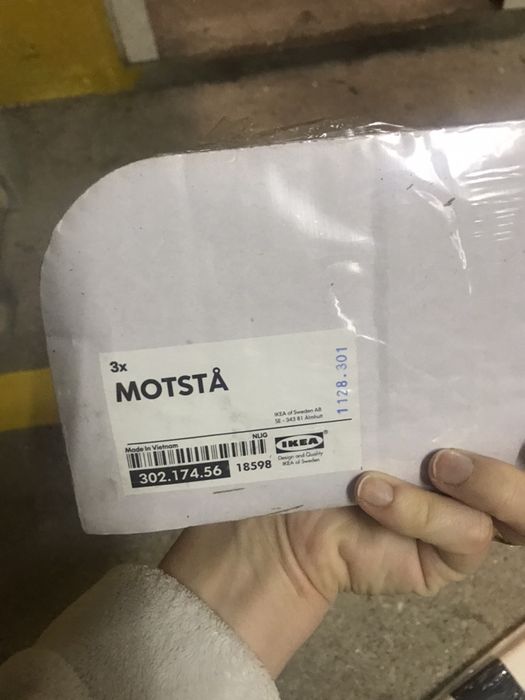 3x
MOTSTÅ
IKEA of Sweden AB
SE - 343 81 Älmhult
1128.301
Made in Vietnam
NLIG
302.174.56
18598
IKEA®
Design and Quality
IKEA of Sweden